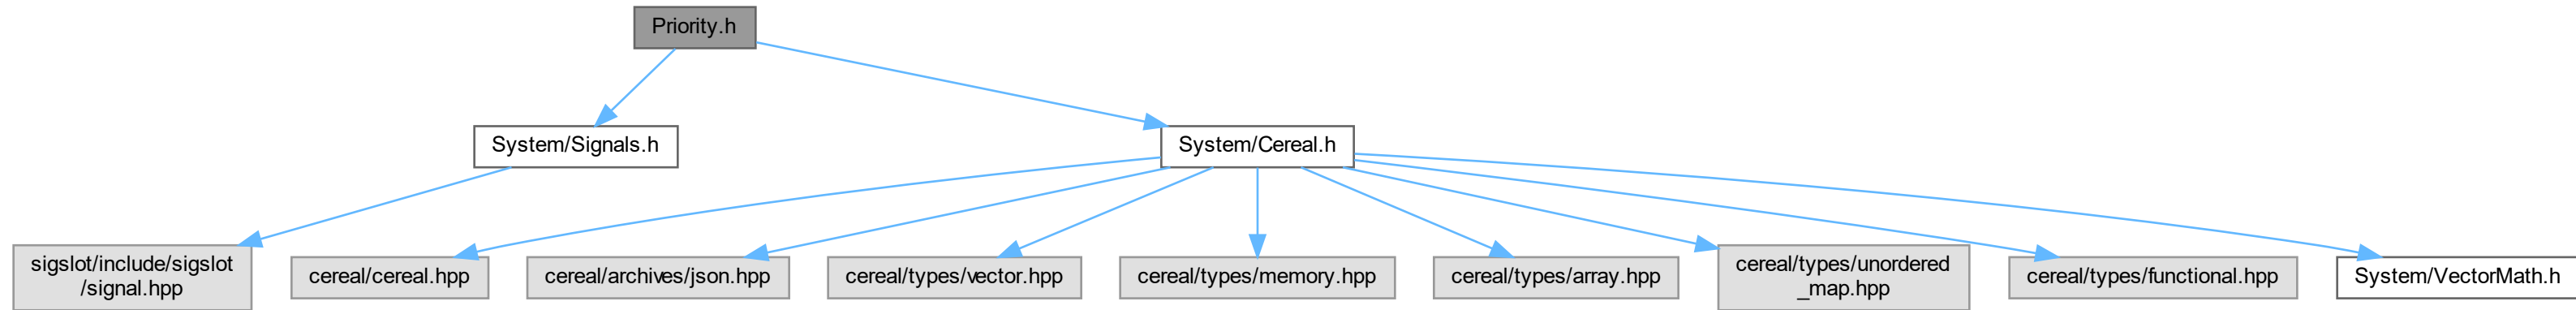 Priority.h
System/Signals.h
System/Cereal.h
sigslot/include/sigslot
/signal.hpp
cereal/cereal.hpp
cereal/archives/json.hpp
cereal/types/vector.hpp
cereal/types/memory.hpp
cereal/types/array.hpp
cereal/types/unordered
_map.hpp
cereal/types/functional.hpp
System/VectorMath.h